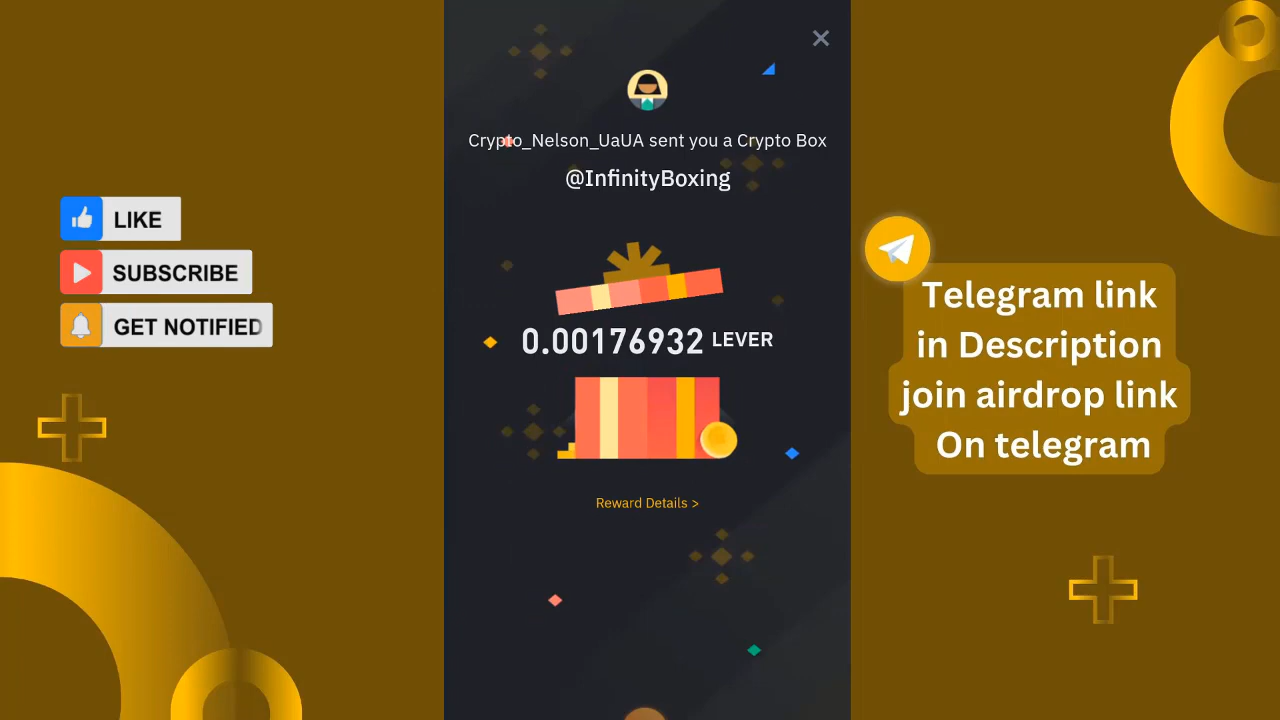 LIKE
SUBSCRIBE
GET NOTIFIED
Crypto_Nelson_UaUA sent you a Crypto Box
@InfinityBoxing
0.00176932 LEVER
Reward Details >
Telegram link
in Description
join airdrop link
On telegram